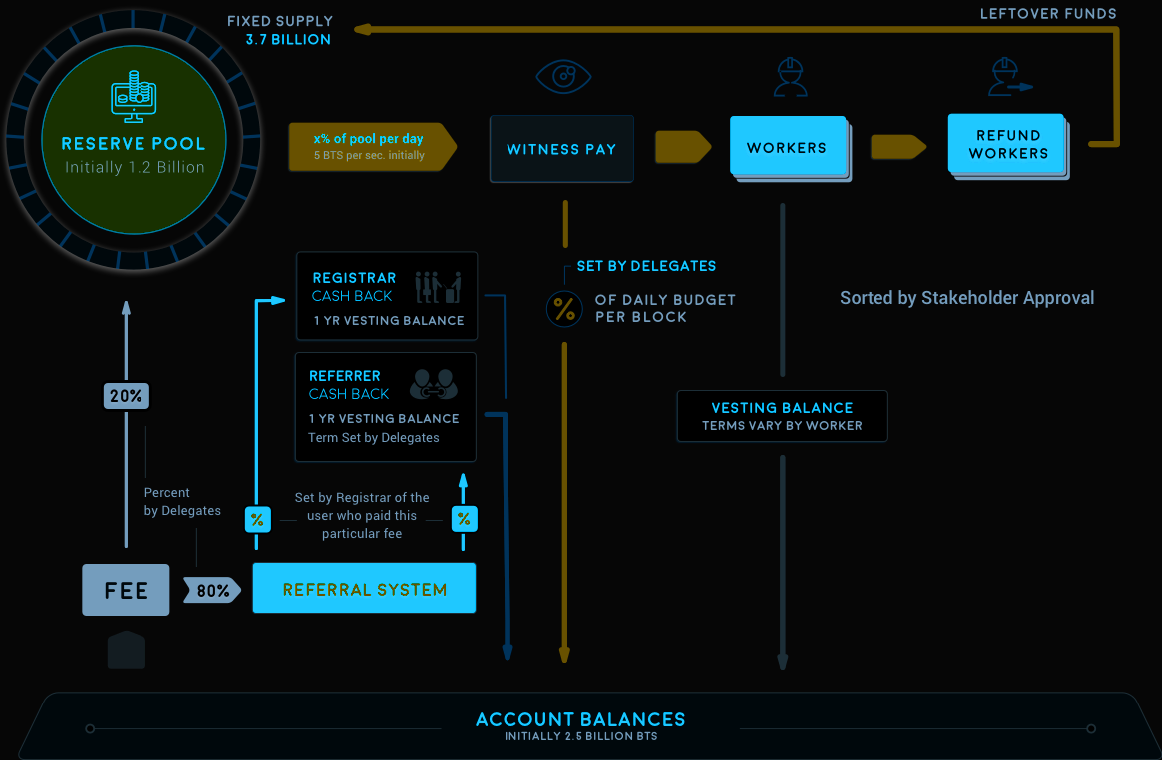 FIXED SUPPLY
3.7 BILLION
LEFTOVER FUNDS
RESERVE POOL
Initially 1.2 Billion
x% of pool per day
5 BTS per sec. initially
WITNESS PAY
WORKERS
REFUND
WORKERS
SET BY DELEGATES
%
OF DAILY BUDGET
PER BLOCK
Sorted by Stakeholder Approval
REGISTRAR
CASH BACK
1 YR VESTING BALANCE
REFERRER
CASH BACK
1 YR VESTING BALANCE
Term Set by Delegates
VESTING BALANCE
TERMS VARY BY WORKER
20%
Percent
by Delegates
%
Set by Registrar of the
user who paid this
particular fee
%
FEE
80%
REFERRAL SYSTEM
ACCOUNT BALANCES
INITIALLY 2.5 BILLION BTS